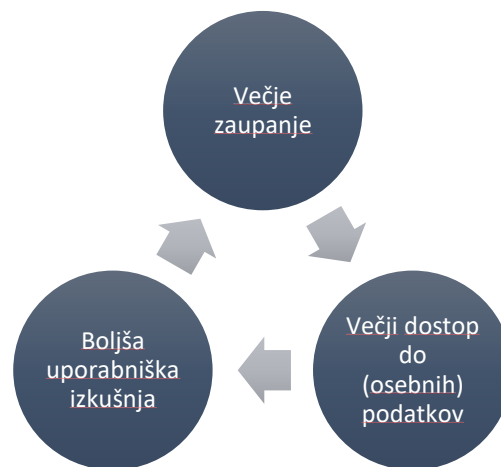 Večje
zaupanje
Večji dostop
do
(osebnih)
podatkov
Boljša
uporabniška
izkušnja